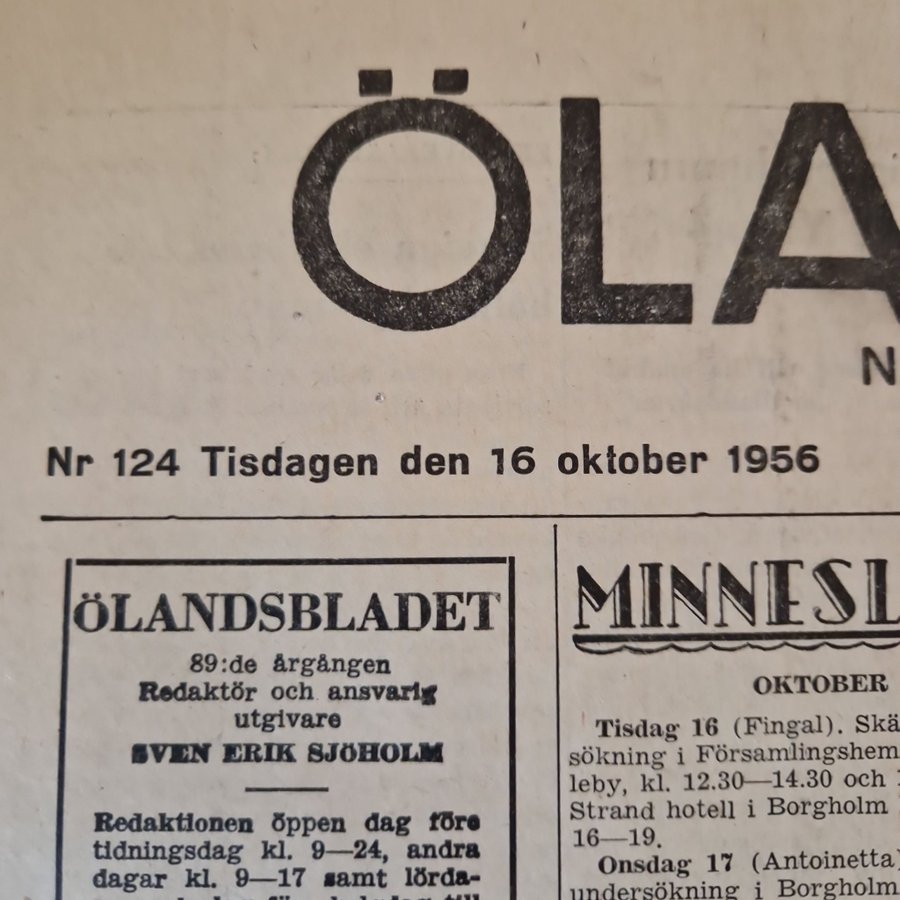 ÖLA
N
Nr 124 Tisdagen den 16 oktober 1956
ÖLANDSBLADET
89:de årgången
Redaktör och ansvarig
utgivare
SVEN ERIK SJÖHOLM
Redaktionen öppen dag före
tidningsdag kl. 9—24, andra
dagar kl. 9—17 samt lörda-
MINNESL
OKTOBER
Tisdag 16 (Fingal). Skä
sökning i Församlingshem
leby, kl. 12.30—14.30 och
Strand hotell i Borgholm
16—19.
Onsdag 17 (Antoinetta)
undersökning i Borgholm